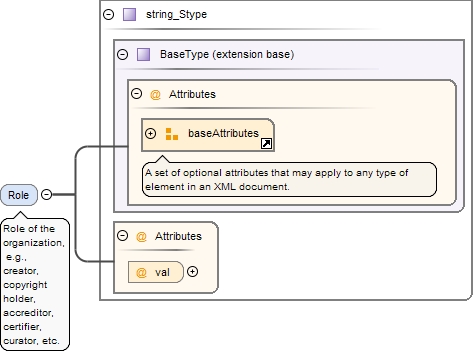 string_Stype
BaseType (extension base)
@ Attributes
baseAttributes
A set of optional attributes that may apply to any type of
element in an XML document.
Role
Role of the
organization,
e.g.,
creator,
copyright
holder,
accreditor,
certifier,
curator, etc.
@ Attributes
@ val